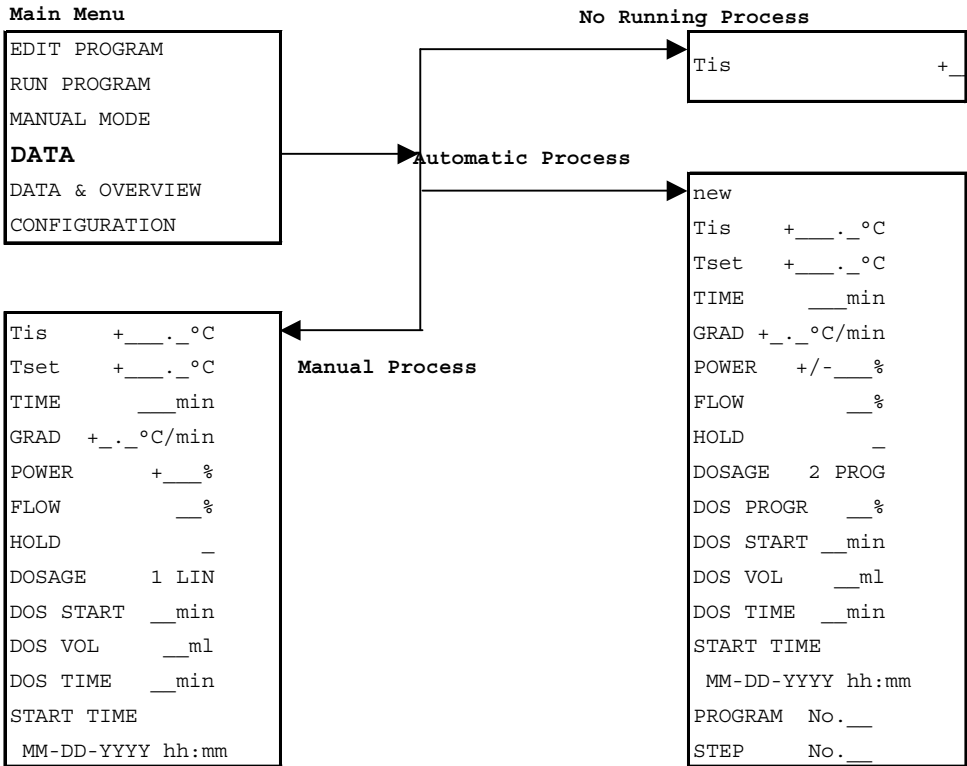 Main Menu
EDIT PROGRAM
RUN PROGRAM
MANUAL MODE
DATA
DATA & OVERVIEW
CONFIGURATION
No Running Process
Tis +_
Automatic Process
new
Tis +___._°C
Tset +___._°C
TIME ___min
GRAD +_._°C/min
POWER +/-___%
FLOW __%
HOLD _
DOSAGE 2 PROG
DOS PROGR __%
DOS START __min
DOS VOL __ml
DOS TIME __min
START TIME
MM-DD-YYYY hh:mm
PROGRAM No.__
STEP No.__
Manual Process
Tis +___._°C
Tset +___._°C
TIME ___min
GRAD +_._°C/min
POWER +___%
FLOW __%
HOLD _
DOSAGE 1 LIN
DOS START __min
DOS VOL __ml
DOS TIME __min
START TIME
MM-DD-YYYY hh:mm